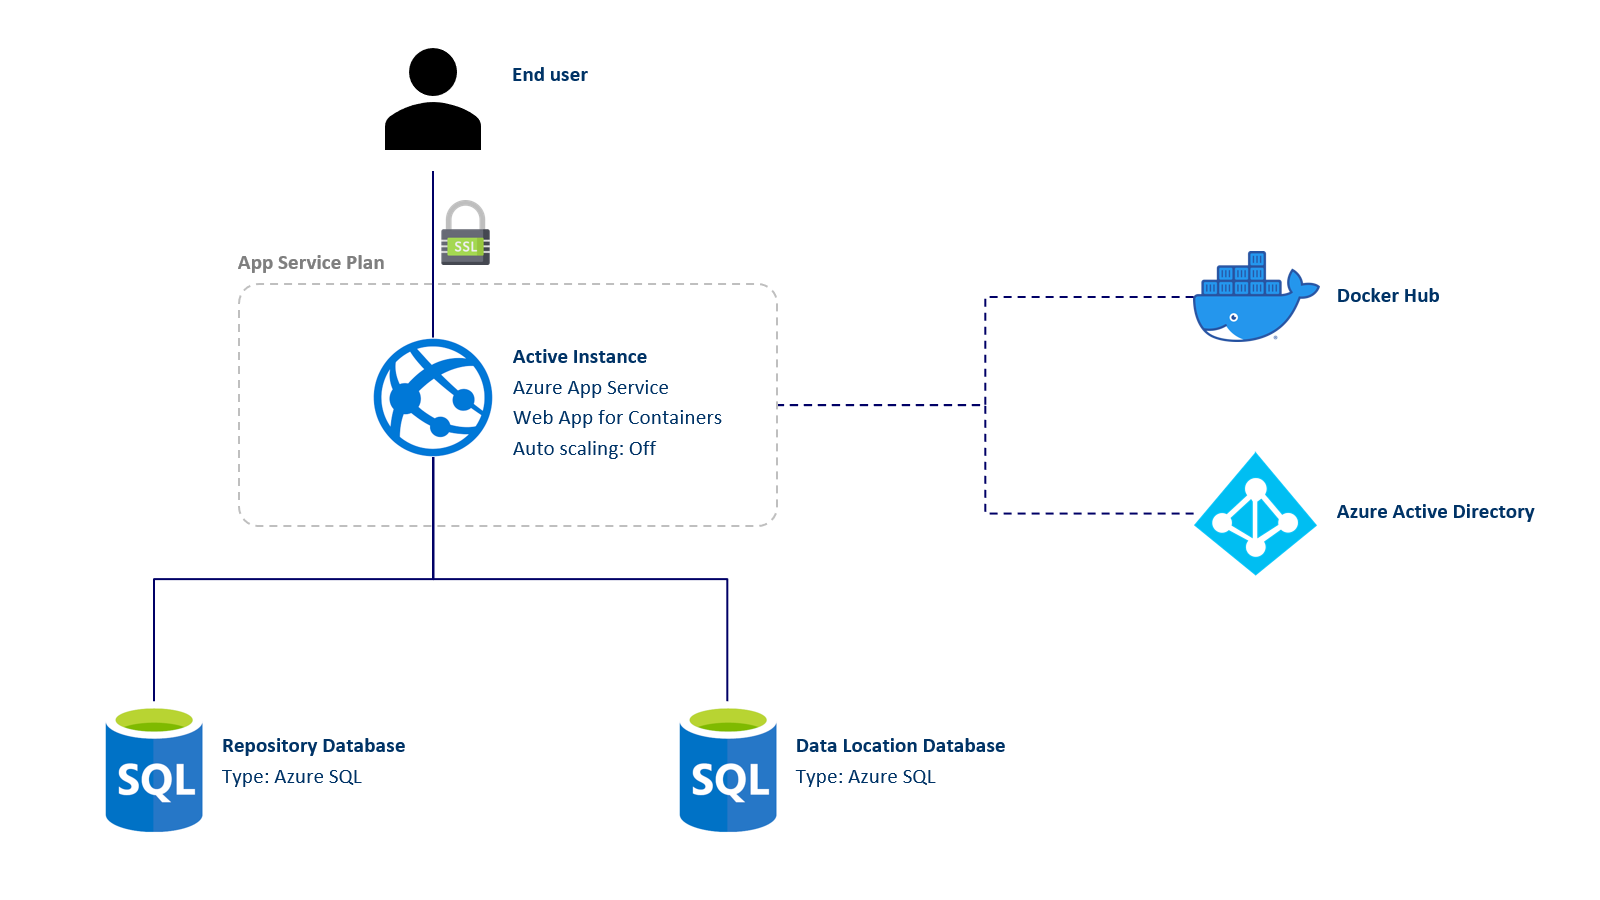 End user
SSL
App Service Plan
Active Instance
Azure App Service
Web App for Containers
Auto scaling: Off
Docker Hub
Azure Active Directory
SQL
Repository Database
Type: Azure SQL
SQL
Data Location Database
Type: Azure SQL